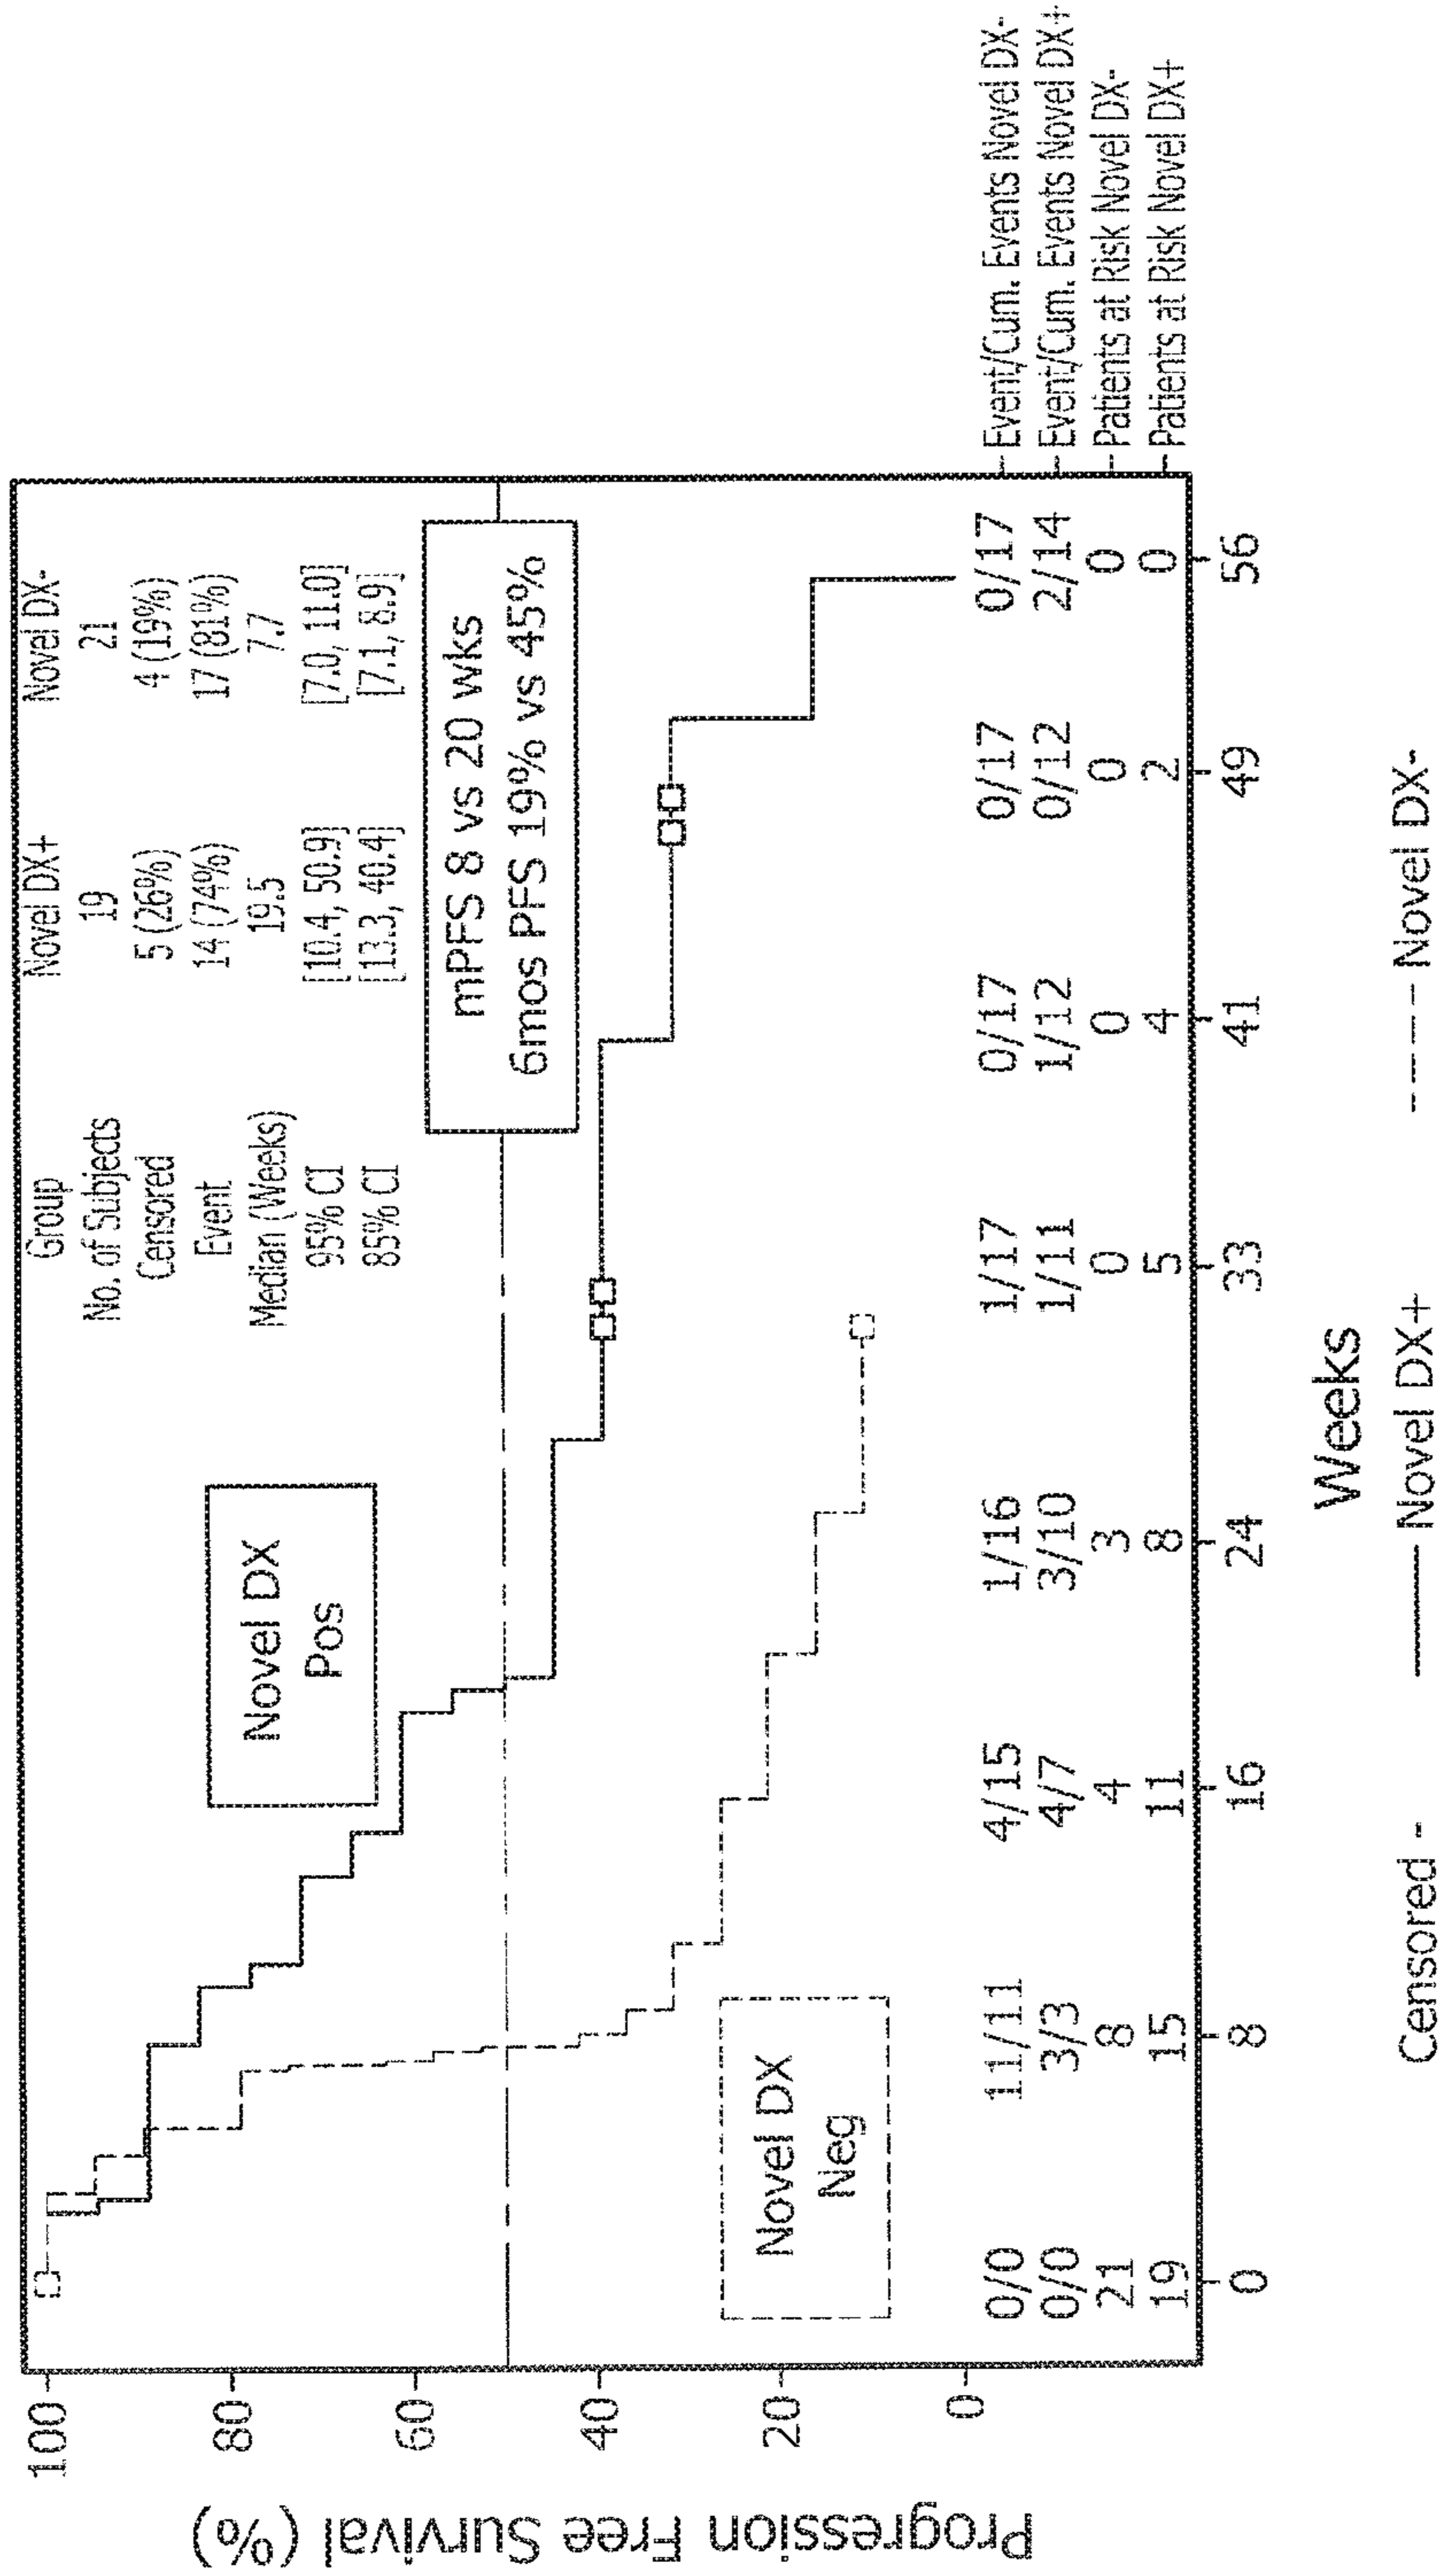 Group Novel DX+ Novel DX-
No. of Subjects 19 21
Censored 5 (26%) 4 (19%)
Event 14 (74%) 17 (81%)
Median (Weeks) 19.5 7.7
95% CI [10.4, 50.9] [7.0, 11.0]
85% CI [13.3, 40.4] [7.1, 8.9]
mPFS 8 vs 20 wks
6mos PFS 19% vs 45%
Novel DX
Pos
Novel DX
Neg
Progression Free Survival (%)
100
80
60
40
20
0
0/0 11/11 4/15 1/16 1/17 0/17 0/17 0/17 Event/Cum. Events Novel DX-
0/0 3/3 4/7 3/10 1/11 1/12 0/12 2/14 Event/Cum. Events Novel DX+
21 8 4 3 0 0 0 0 Patients at Risk Novel DX-
19 15 11 8 5 4 2 0 Patients at Risk Novel DX+
0 8 16 24 33 41 49 56
Weeks
Censored - Novel DX+ Novel DX-